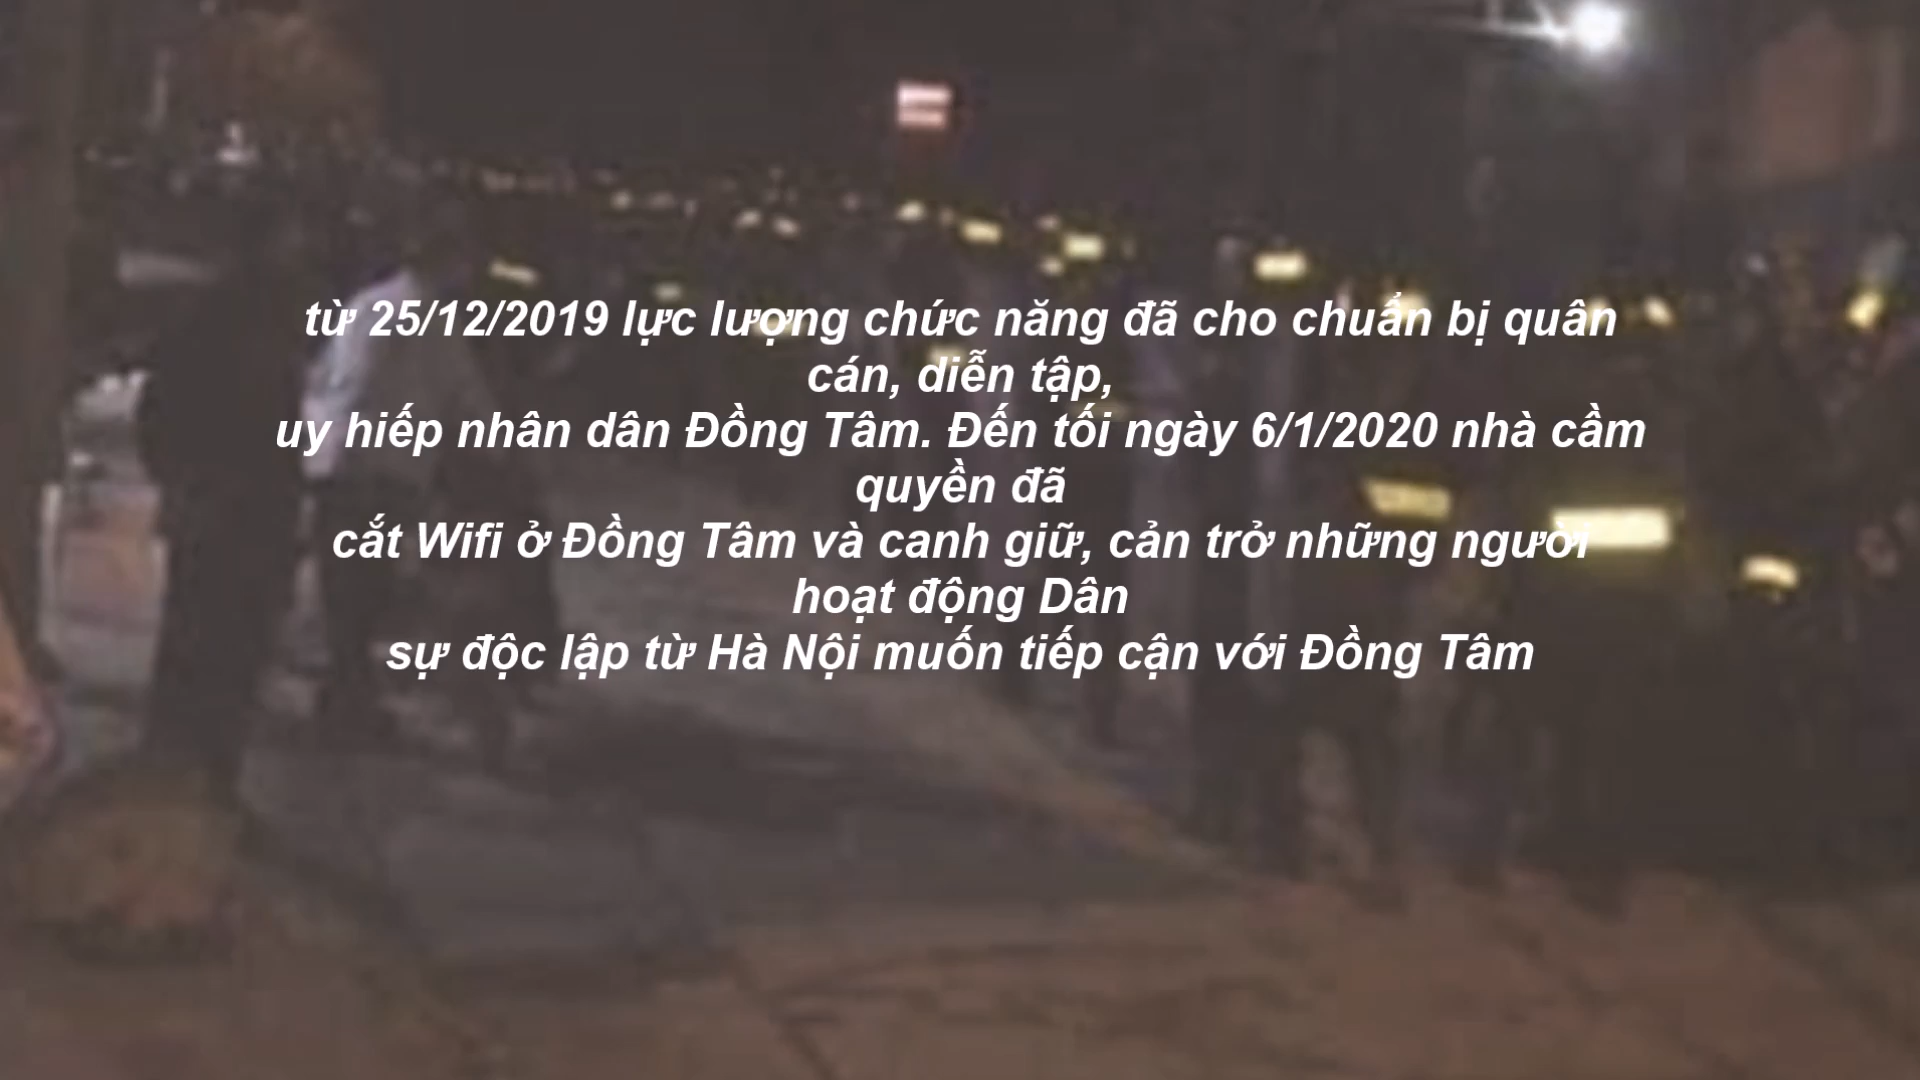 từ 25/12/2019 lực lượng chức năng đã cho chuẩn bị quân
cán, diễn tập,
uy hiếp nhân dân Đồng Tâm. Đến tối ngày 6/1/2020 nhà cầm
quyền đã
cắt Wifi ở Đồng Tâm và canh giữ, cản trở những người
hoạt động Dân
sự độc lập từ Hà Nội muốn tiếp cận với Đồng Tâm